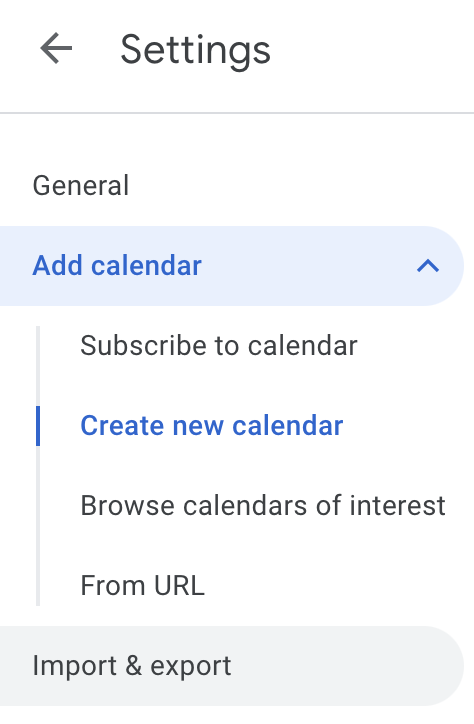 Settings
General
Add calendar
Subscribe to calendar
Create new calendar
Browse calendars of interest
From URL
Import & export